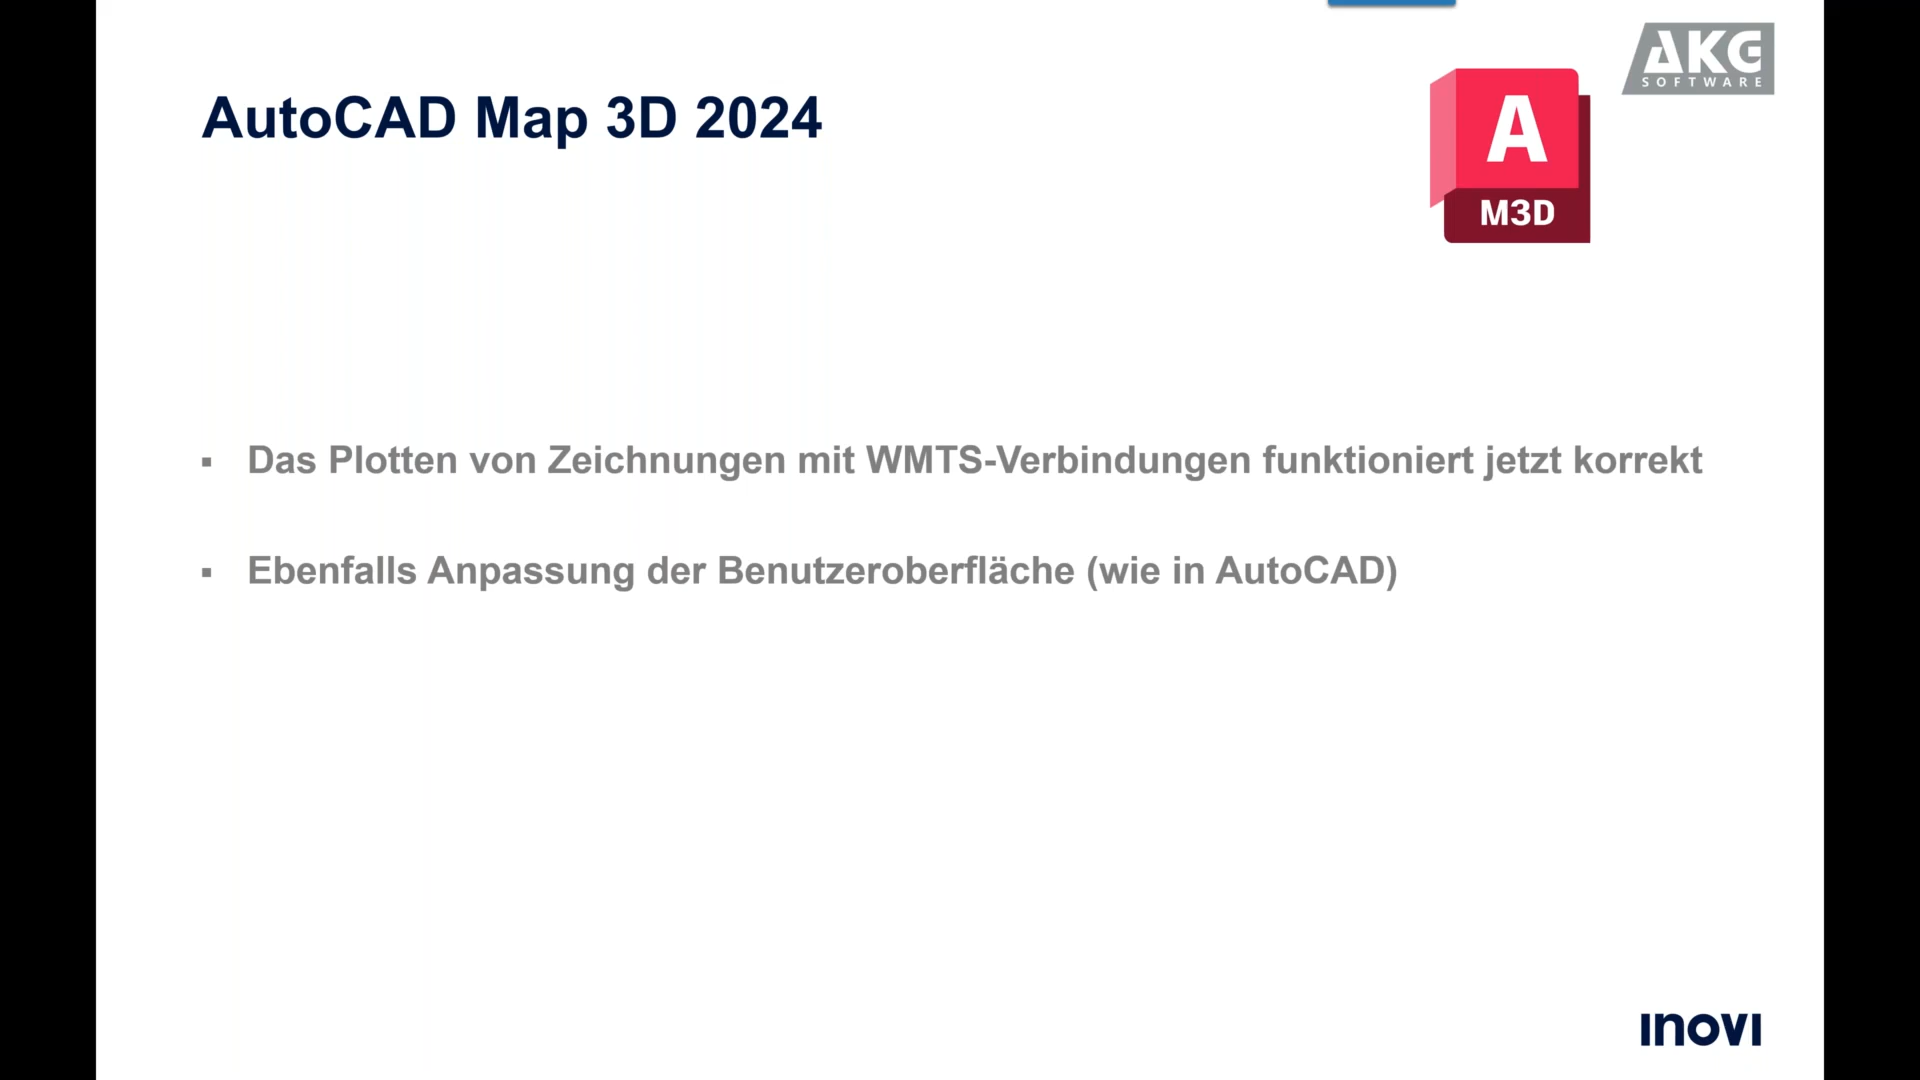 AKG
SOFTWARE
AutoCAD Map 3D 2024
A
M3D
▪ Das Plotten von Zeichnungen mit WMTS-Verbindungen funktioniert jetzt korrekt
▪ Ebenfalls Anpassung der Benutzeroberfläche (wie in AutoCAD)
INOVI